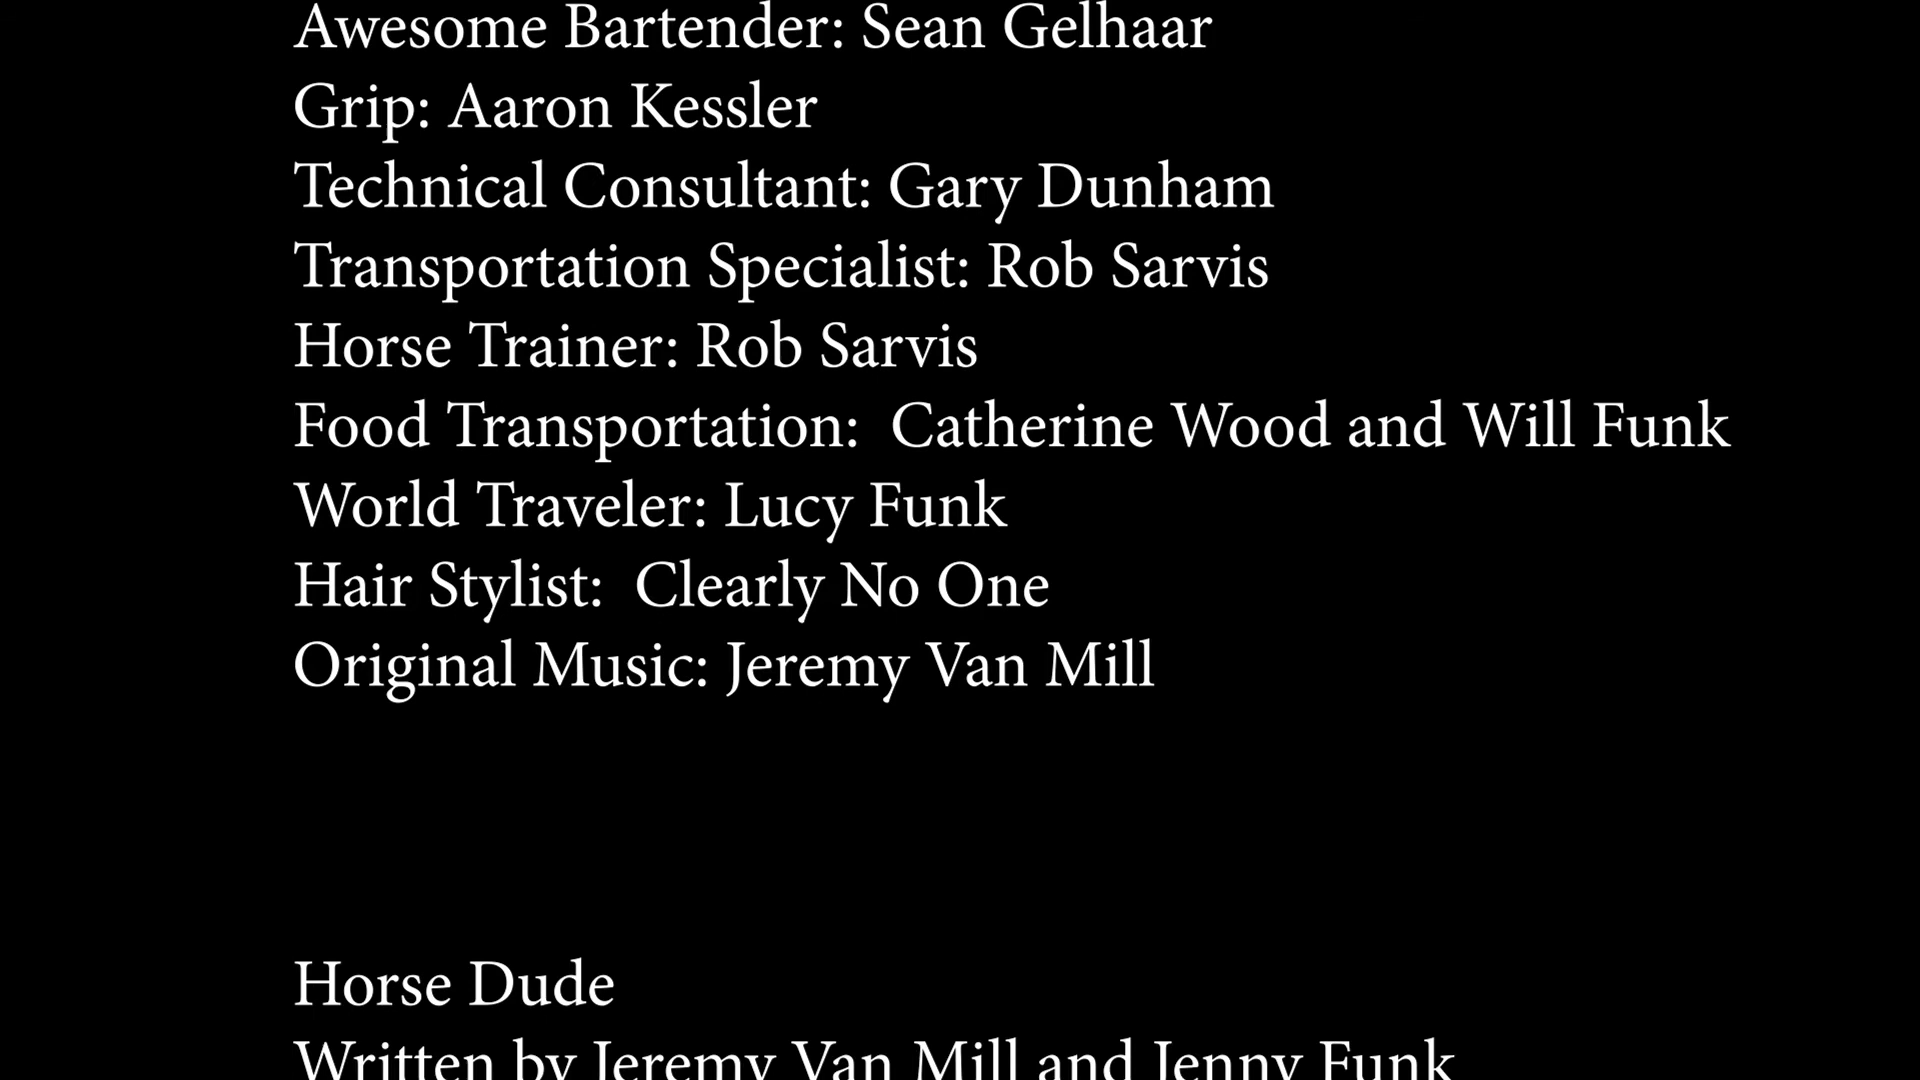 Awesome Bartender: Sean Gelhaar
Grip: Aaron Kessler
Technical Consultant: Gary Dunham
Transportation Specialist: Rob Sarvis
Horse Trainer: Rob Sarvis
Food Transportation:  Catherine Wood and Will Funk
World Traveler: Lucy Funk
Hair Stylist:  Clearly No One
Original Music: Jeremy Van Mill
Horse Dude
Written by Jeremy Van Mill and Jenny Funk